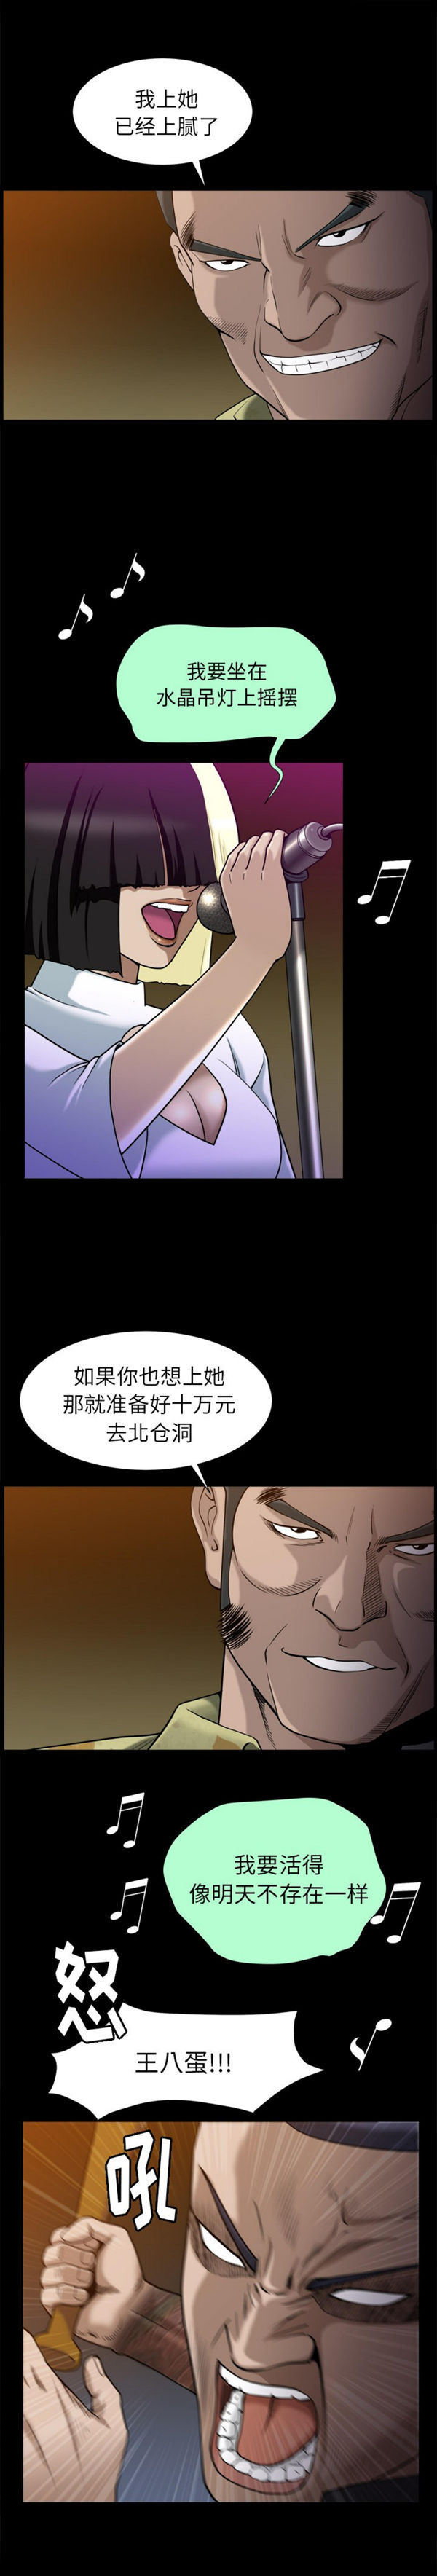 我上她
已经上腻了
我要坐在
水晶吊灯上摇摆
如果你也想上她
那就准备好十万元
去北仓洞
我要活得
像明天不存在一样
怒
王八蛋!!!
吼